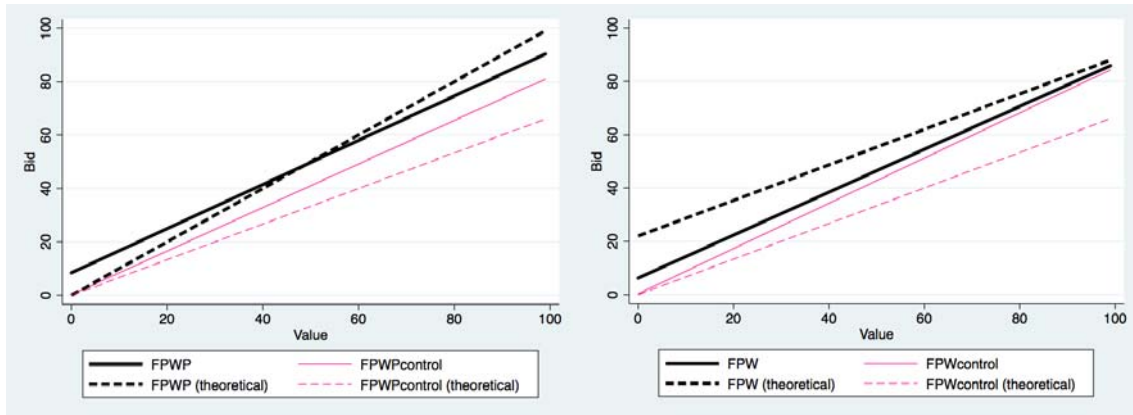 100
80
60
40
20
0
Bid
0 20 40 60 80 100
Value
FPWP FPWPcontrol
FPWP (theoretical) FPWPcontrol (theoretical)
100
80
60
40
20
0
Bid
0 20 40 60 80 100
Value
FPW FPWcontrol
FPW (theoretical) FPWcontrol (theoretical)